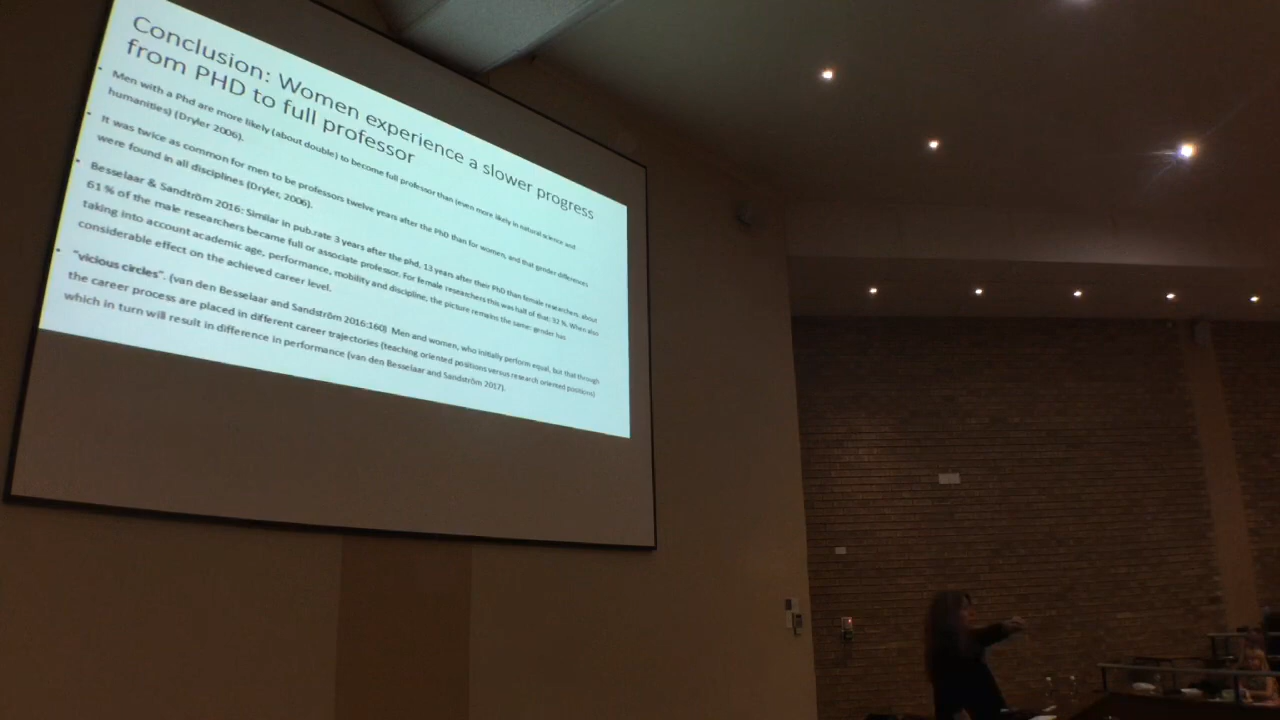 Conclusion: Women experience a slower progress
from PHD to full professor
• Men with a Phd are more likely (about double) to become full professor than (even more likely in natural science and
humanities) (Dryler 2006).
• It was twice as common for men to be professors twelve years after the PhD than for women, and that gender differences
were found in all disciplines (Dryler, 2006).
• Besselaar & Sandström 2016: Similar in pub.rate 3 years after the phd, 13 years after their PhD than female researchers, about
61 % of the male researchers became full or associate professor. For female researchers this was half of that: 32 %. When also
taking into account academic age, performance, mobility and discipline, the picture remains the same: gender has
considerable effect on the achieved career level.
• "vicious circles". (van den Besselaar and Sandström 2016:160) Men and women, who initially perform equal, but that through
the career process are placed in different career trajectories (teaching oriented positions versus research oriented positions)
which in turn will result in difference in performance (van den Besselaar and Sandström 2017).